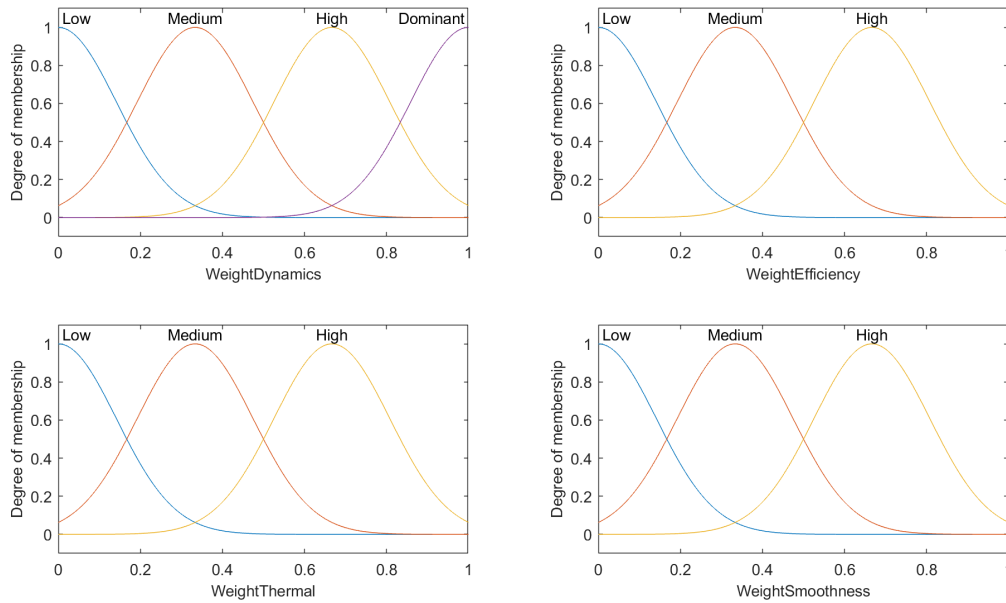 Low Medium High Dominant
Degree of membership
1
0.8
0.6
0.4
0.2
0
0 0.2 0.4 0.6 0.8 1
WeightDynamics
Low Medium High
Degree of membership
1
0.8
0.6
0.4
0.2
0
0 0.2 0.4 0.6 0.8
WeightEfficiency
Low Medium High
Degree of membership
1
0.8
0.6
0.4
0.2
0
0 0.2 0.4 0.6 0.8 1
WeightThermal
Low Medium High
Degree of membership
1
0.8
0.6
0.4
0.2
0
0 0.2 0.4 0.6 0.8
WeightSmoothness